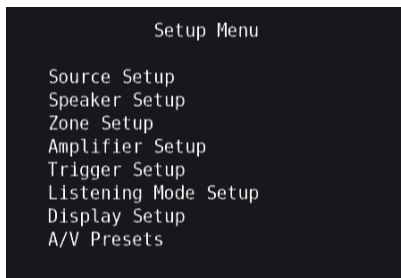 Setup Menu
Source Setup
Speaker Setup
Zone Setup
Amplifier Setup
Trigger Setup
Listening Mode Setup
Display Setup
A/V Presets